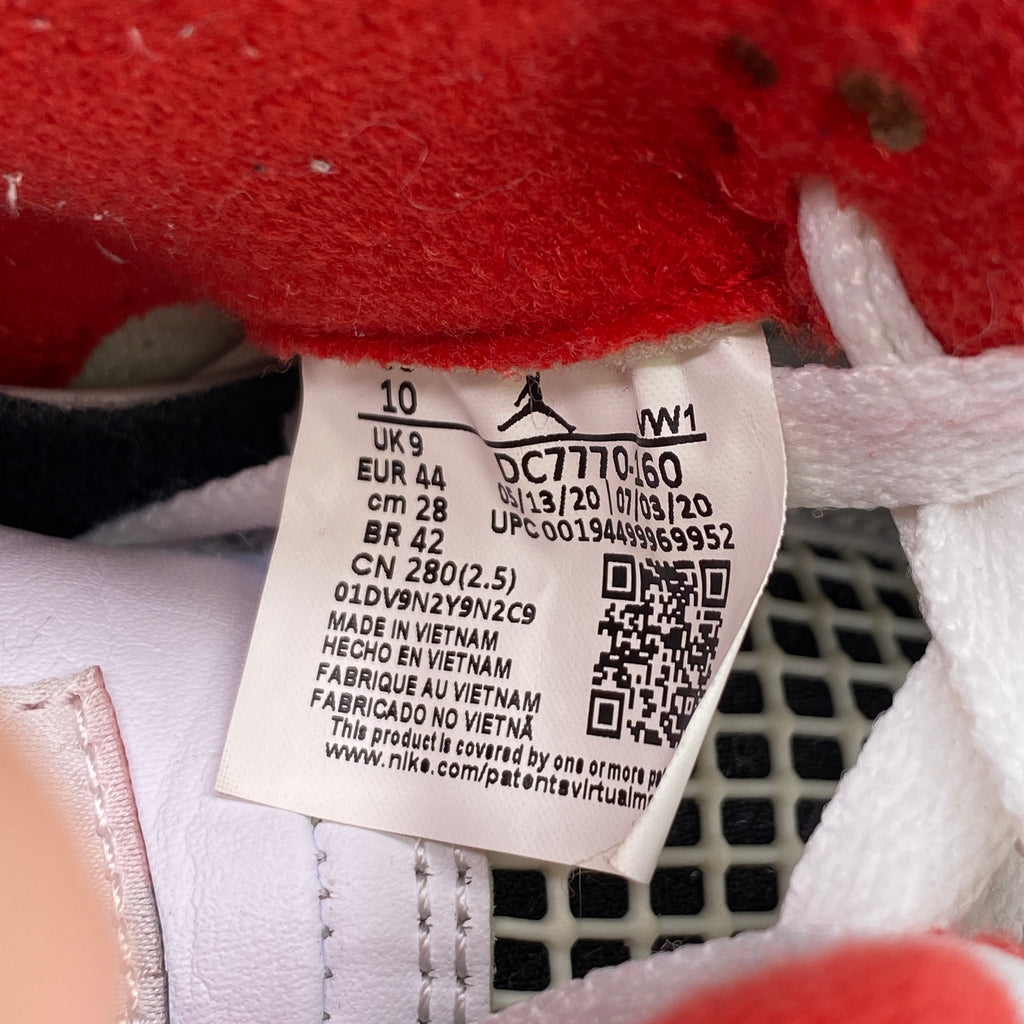 10
UK 9
EUR 44
cm 28
BR 42
CN 280(2.5)
01DV9N2Y9N2C9
MADE IN VIETNAM
HECHO EN VIETNAM
FABRIQUE AU VIETNAM
FABRICADO NO VIETNÃ
This product is covered by one or more
www.nike.com/patentsvirtualm
VW1
DC7770-160
05/13/20 07/03/20
UPC00194499969952